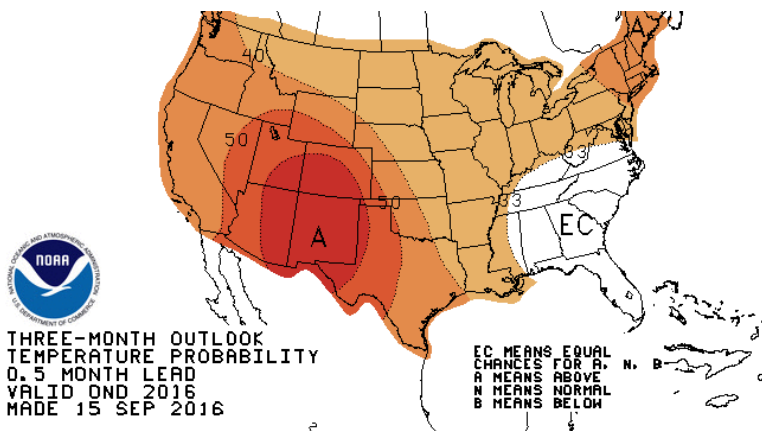 40
A
50
33
50
33
EC
A
NATIONAL OCEANIC AND ATMOSPHERIC ADMINISTRATION
NOAA
U.S. DEPARTMENT OF COMMERCE
THREE-MONTH OUTLOOK
TEMPERATURE PROBABILITY
0.5 MONTH LEAD
VALID OND 2016
MADE 15 SEP 2016
EC MEANS EQUAL
CHANCES FOR A, N, B
A MEANS ABOVE
N MEANS NORMAL
B MEANS BELOW